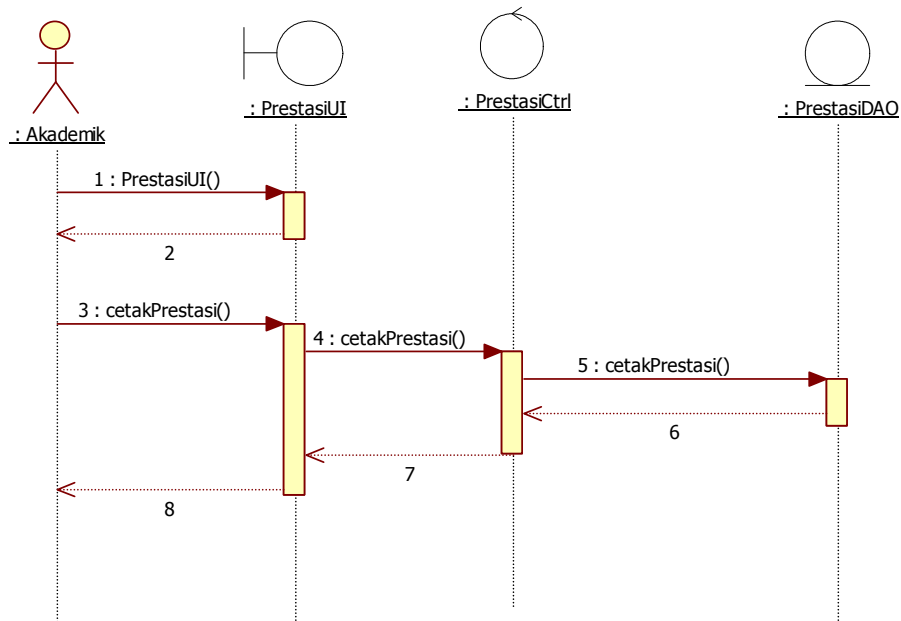 : Akademik
: PrestasiUI
: PrestasiCtrl
: PrestasiDAO
1 : PrestasiUI()
2
3 : cetakPrestasi()
4 : cetakPrestasi()
5 : cetakPrestasi()
6
7
8